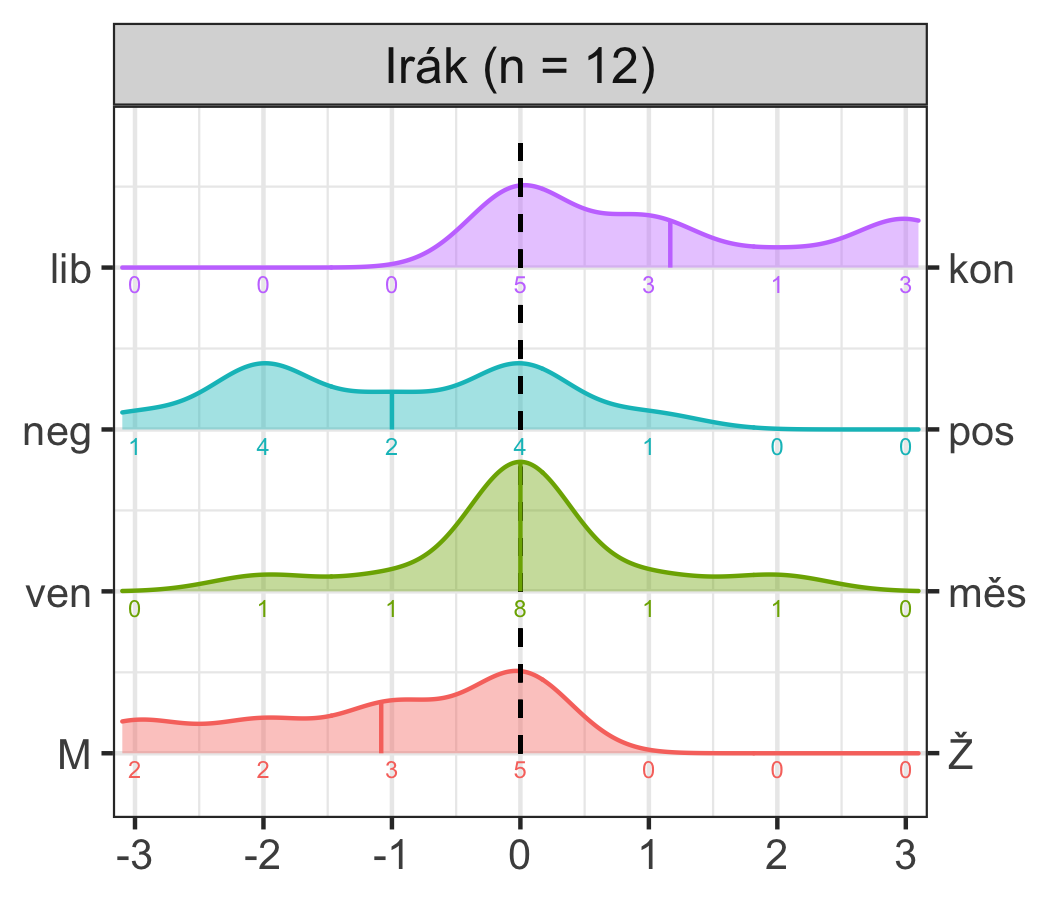 Irák (n = 12)
lib kon
0 0 0 5 3 1 3
neg pos
1 4 2 4 1 0 0
ven měs
0 1 1 8 1 1 0
M Ž
2 2 3 5 0 0 0
-3 -2 -1 0 1 2 3